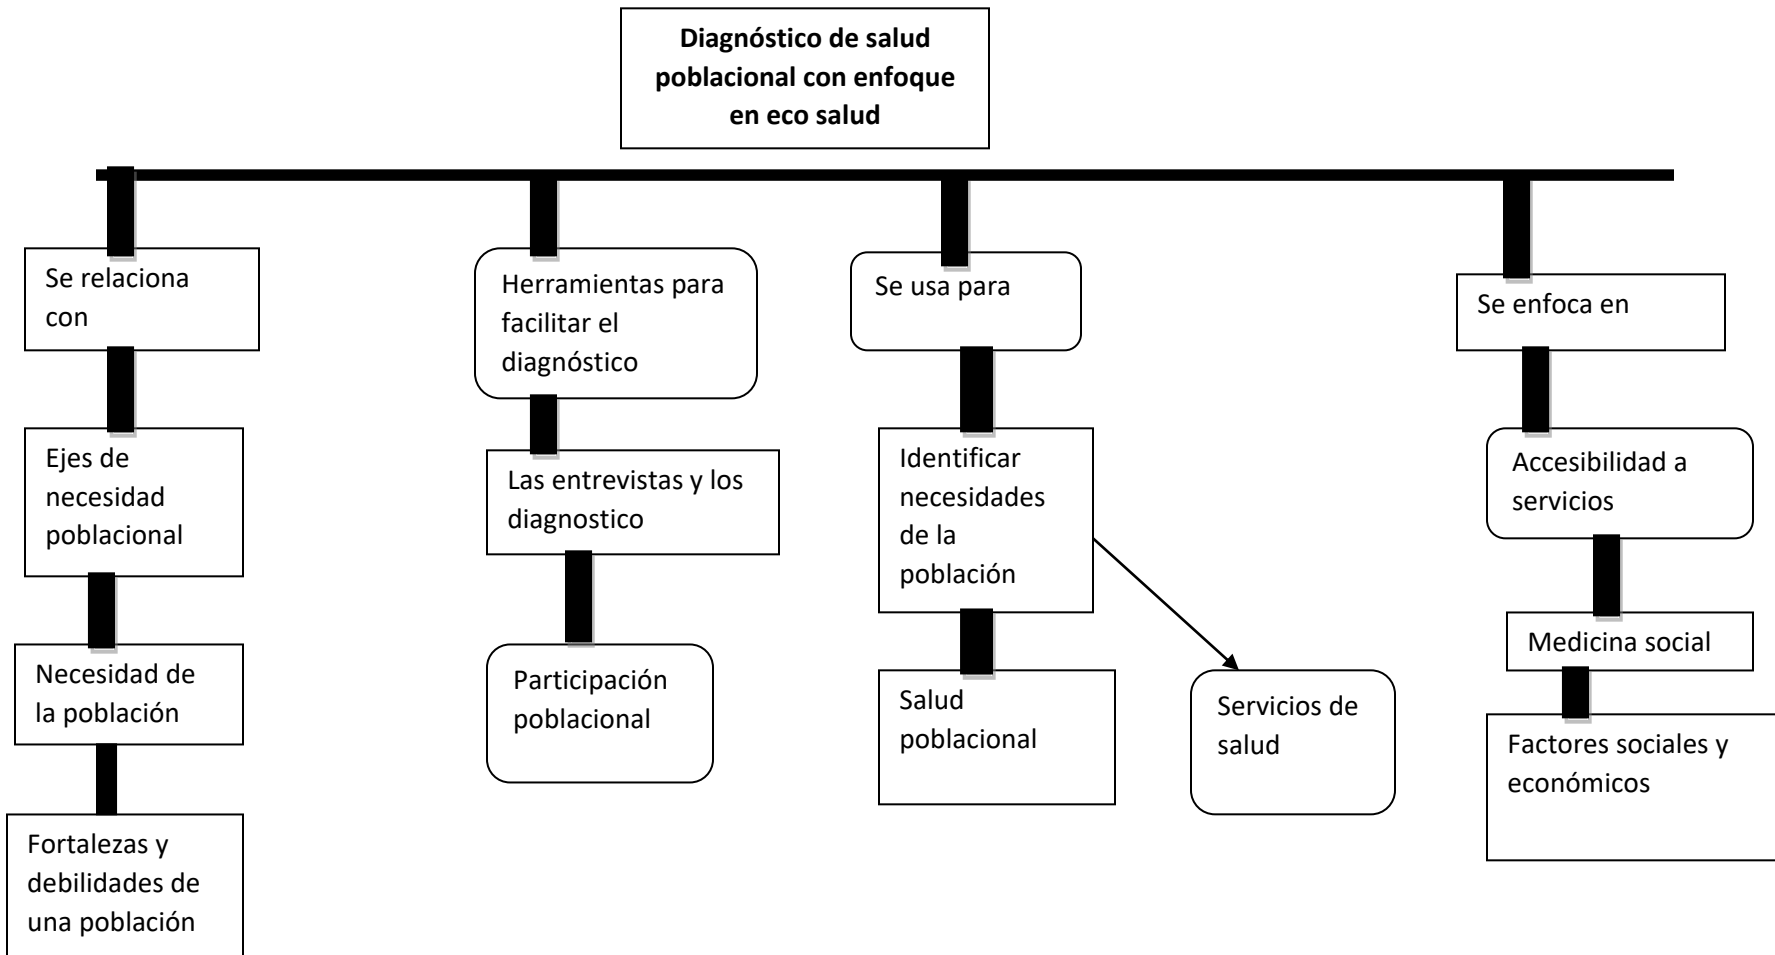 Diagnóstico de salud
poblacional con enfoque
en eco salud
Se relaciona
con
Ejes de
necesidad
poblacional
Necesidad de
la población
Fortalezas y
debilidades de
una población
Herramientas para
facilitar el
diagnóstico
Las entrevistas y los
diagnostico
Participación
poblacional
Se usa para
Identificar
necesidades
de la
población
Salud
poblacional
Servicios de
salud
Se enfoca en
Accesibilidad a
servicios
Medicina social
Factores sociales y
económicos